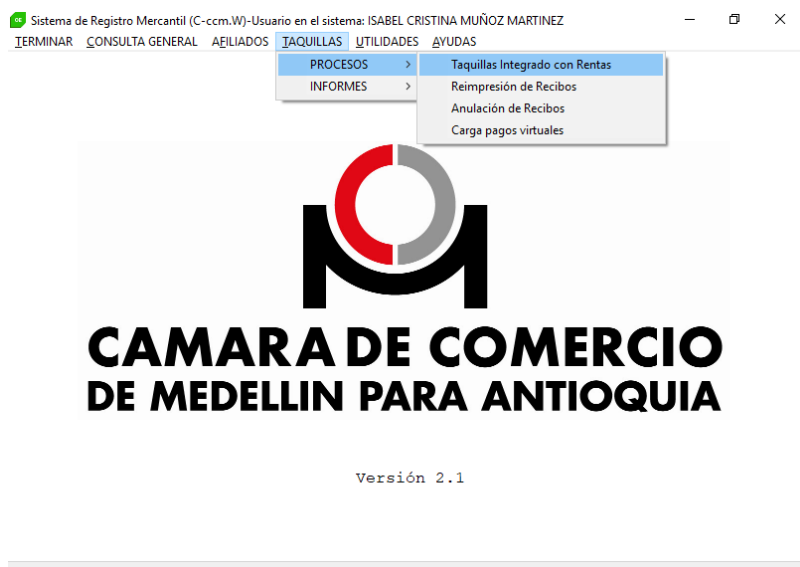 Sistema de Registro Mercantil (C-ccm.W)-Usuario en el sistema: ISABEL CRISTINA MUÑOZ MARTINEZ
TERMINAR CONSULTA GENERAL AFILIADOS TAQUILLAS UTILIDADES AYUDAS
PROCESOS > Taquillas Integrado con Rentas
INFORMES > Reimpresión de Recibos
Anulación de Recibos
Carga pagos virtuales
CAMARA DE COMERCIO
DE MEDELLIN PARA ANTIOQUIA
Versión 2.1